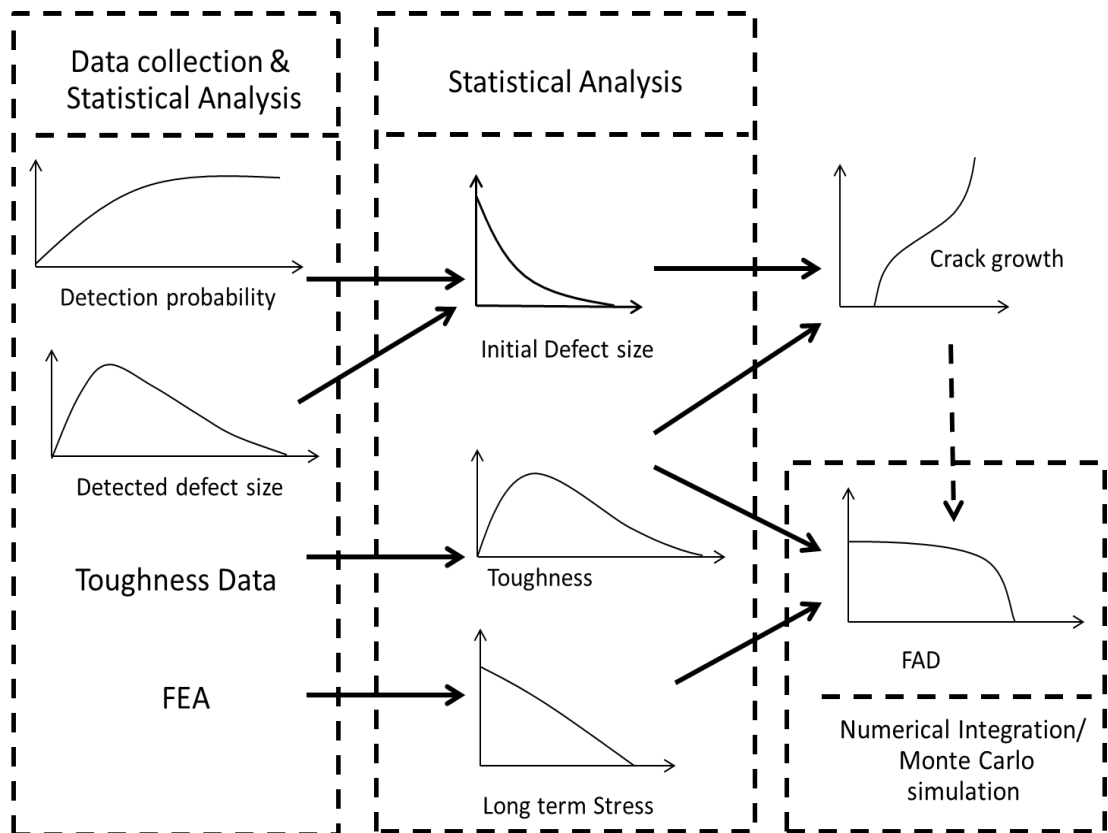 Data collection &
Statistical Analysis
Detection probability
Detected defect size
Toughness Data
FEA
Statistical Analysis
Initial Defect size
Toughness
Long term Stress
Crack growth
FAD
Numerical Integration/
Monte Carlo
simulation